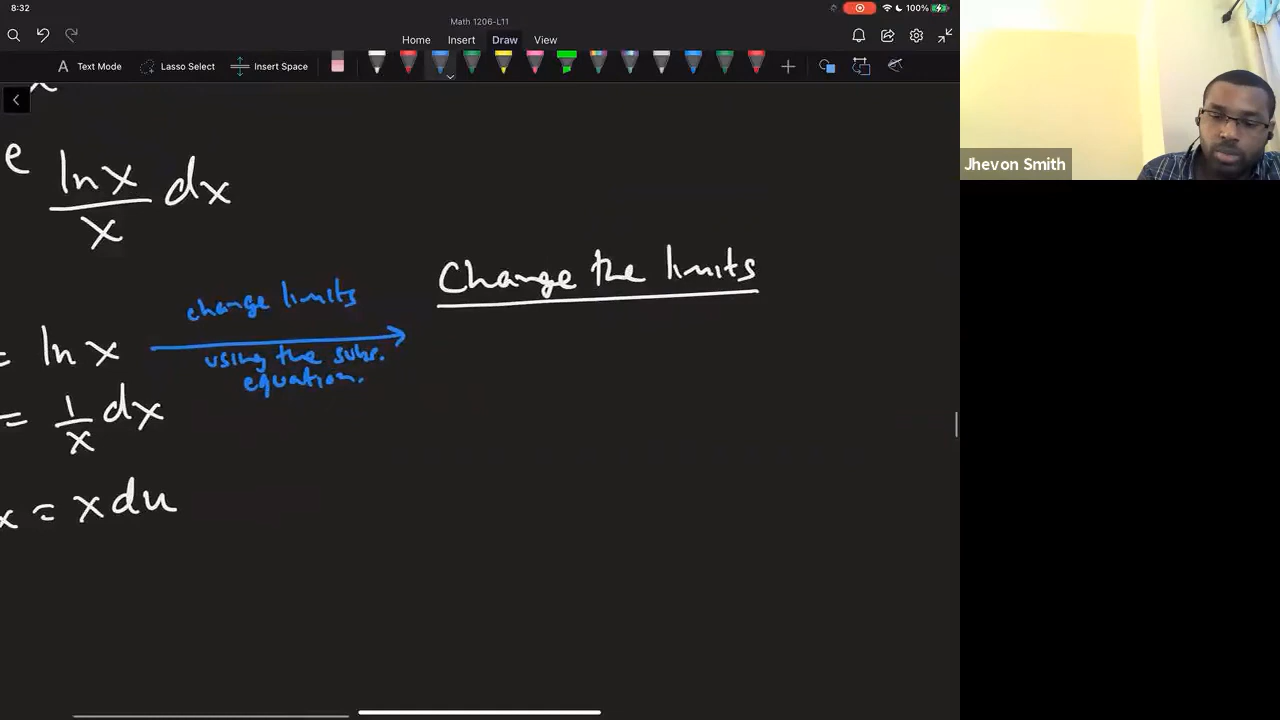 8:32
100%
Math 1206-L11
Home Insert Draw View
Text Mode Lasso Select Insert Space
e ln x / x dx
Jhevon Smith
Change the limits
change limits
= ln x
using the subs.
equation.
= 1/x dx
x = x du